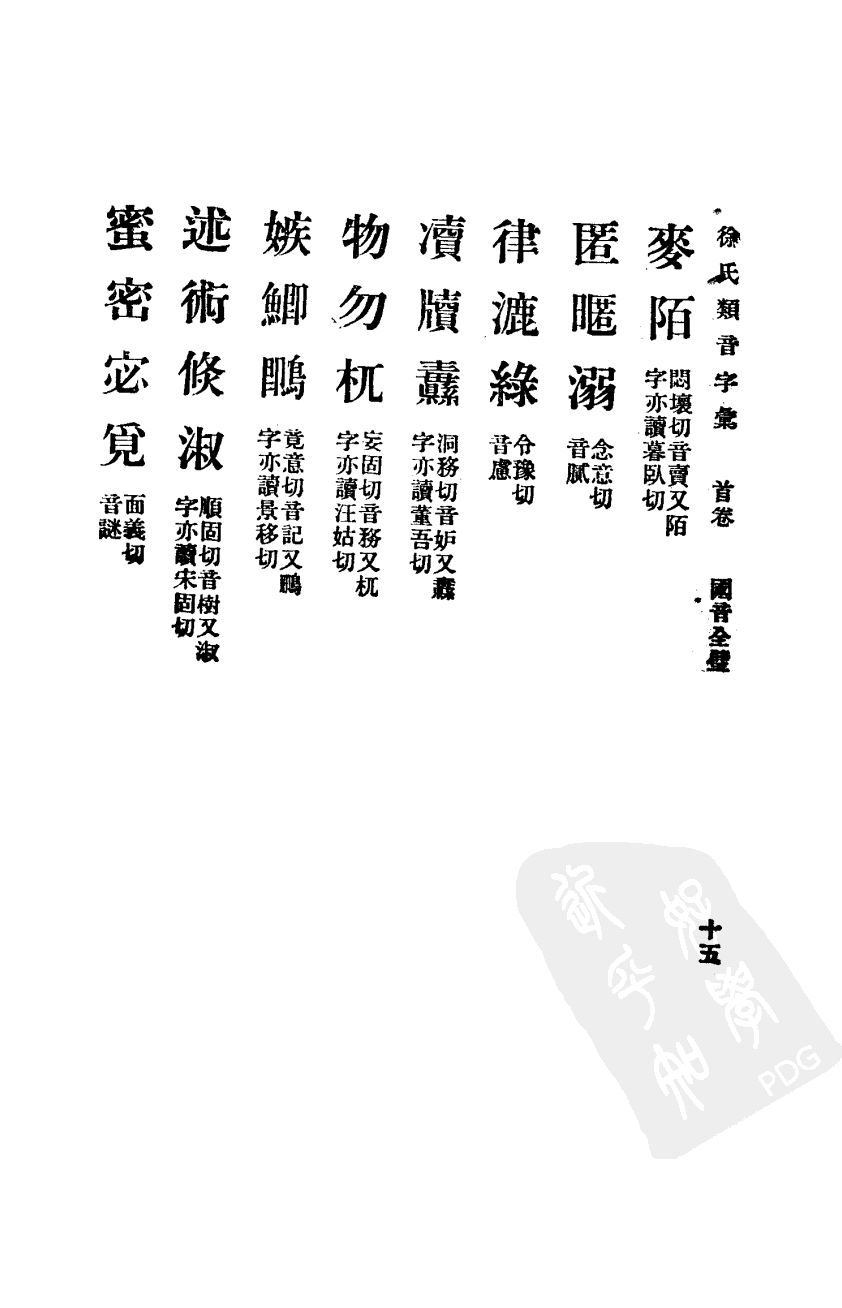 徐氏類音字彙 首卷 國音全璧 十五
麥陌 悶壞切音賣又陌字亦讀暮臥切
匿暱溺 念意切音膩
律漉綠 令豫切音慮
凟牘纛 洞務切音妒又纛字亦讀董吾切
物勿杌 妄固切音務又杌字亦讀汪姑切
嫉鯽鵖 竟意切音記又鵖字亦讀景移切
述術倐淑 順固切音樹又淑字亦讀宋固切
蜜密宓覓 面義切音謎
PDG